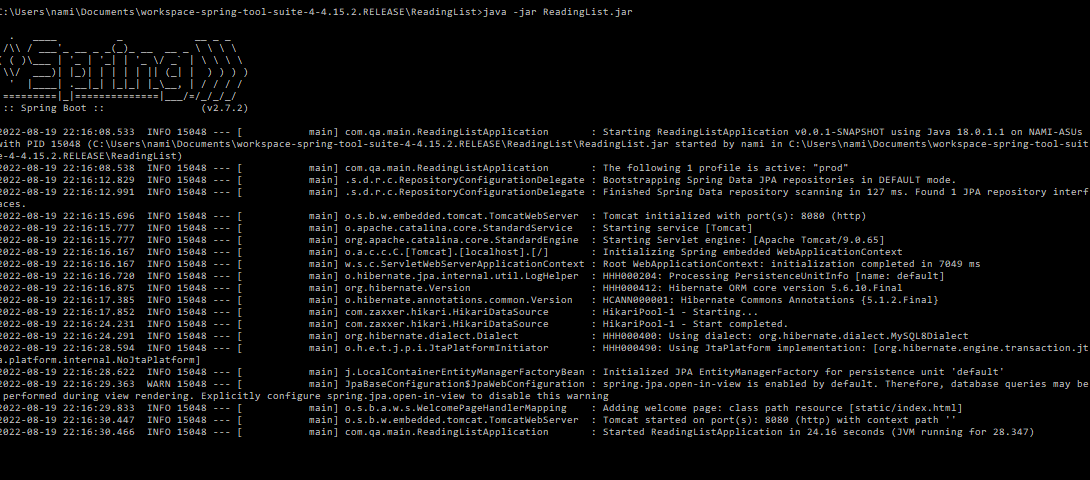 C:\Users\nami\Documents\workspace-spring-tool-suite-4-4.15.2.RELEASE\ReadingList>java -jar ReadingList.jar
  .   ____          _            __ _ _
 /\\ / ___'_ __ _ _(_)_ __  __ _ \ \ \ \
( ( )\___ | '_ | '_| | '_ \/ _` | \ \ \ \
 \\/  ___)| |_)| | | | | || (_| |  ) ) ) )
  '  |____| .__|_| |_|_| |_\__, | / / / /
 =========|_|==============|___/=/_/_/_/
:: Spring Boot ::                (v2.7.2)
2022-08-19 22:16:08.533  INFO 15048 --- [           main] com.qa.main.ReadingListApplication       : Starting ReadingListApplication v0.0.1-SNAPSHOT using Java 18.0.1.1 on NAMI-ASUS
with PID 15048 (C:\Users\nami\Documents\workspace-spring-tool-suite-4-4.15.2.RELEASE\ReadingList\ReadingList.jar started by nami in C:\Users\nami\Documents\workspace-spring-tool-suit
e-4-4.15.2.RELEASE\ReadingList)
2022-08-19 22:16:08.538  INFO 15048 --- [           main] com.qa.main.ReadingListApplication       : The following 1 profile is active: "prod"
2022-08-19 22:16:12.829  INFO 15048 --- [           main] .s.d.r.c.RepositoryConfigurationDelegate : Bootstrapping Spring Data JPA repositories in DEFAULT mode.
2022-08-19 22:16:12.991  INFO 15048 --- [           main] .s.d.r.c.RepositoryConfigurationDelegate : Finished Spring Data repository scanning in 127 ms. Found 1 JPA repository interf
aces.
2022-08-19 22:16:15.696  INFO 15048 --- [           main] o.s.b.w.embedded.tomcat.TomcatWebServer  : Tomcat initialized with port(s): 8080 (http)
2022-08-19 22:16:15.777  INFO 15048 --- [           main] o.apache.catalina.core.StandardService   : Starting service [Tomcat]
2022-08-19 22:16:15.777  INFO 15048 --- [           main] org.apache.catalina.core.StandardEngine  : Starting Servlet engine: [Apache Tomcat/9.0.65]
2022-08-19 22:16:16.167  INFO 15048 --- [           main] o.a.c.c.C.[Tomcat].[localhost].[/]       : Initializing Spring embedded WebApplicationContext
2022-08-19 22:16:16.167  INFO 15048 --- [           main] w.s.c.ServletWebServerApplicationContext : Root WebApplicationContext: initialization completed in 7049 ms
2022-08-19 22:16:16.720  INFO 15048 --- [           main] o.hibernate.jpa.internal.util.LogHelper  : HHH000204: Processing PersistenceUnitInfo [name: default]
2022-08-19 22:16:16.875  INFO 15048 --- [           main] org.hibernate.Version                    : HHH000412: Hibernate ORM core version 5.6.10.Final
2022-08-19 22:16:17.385  INFO 15048 --- [           main] o.hibernate.annotations.common.Version   : HCANN000001: Hibernate Commons Annotations {5.1.2.Final}
2022-08-19 22:16:17.852  INFO 15048 --- [           main] com.zaxxer.hikari.HikariDataSource       : HikariPool-1 - Starting...
2022-08-19 22:16:24.231  INFO 15048 --- [           main] com.zaxxer.hikari.HikariDataSource       : HikariPool-1 - Start completed.
2022-08-19 22:16:24.291  INFO 15048 --- [           main] org.hibernate.dialect.Dialect            : HHH000400: Using dialect: org.hibernate.dialect.MySQL8Dialect
2022-08-19 22:16:28.594  INFO 15048 --- [           main] o.h.e.t.j.p.i.JtaPlatformInitiator       : HHH000490: Using JtaPlatform implementation: [org.hibernate.engine.transaction.jt
a.platform.internal.NoJtaPlatform]
2022-08-19 22:16:28.622  INFO 15048 --- [           main] j.LocalContainerEntityManagerFactoryBean : Initialized JPA EntityManagerFactory for persistence unit 'default'
2022-08-19 22:16:29.363  WARN 15048 --- [           main] JpaBaseConfiguration$JpaWebConfiguration : spring.jpa.open-in-view is enabled by default. Therefore, database queries may be
performed during view rendering. Explicitly configure spring.jpa.open-in-view to disable this warning
2022-08-19 22:16:29.833  INFO 15048 --- [           main] o.s.b.a.w.s.WelcomePageHandlerMapping    : Adding welcome page: class path resource [static/index.html]
2022-08-19 22:16:30.447  INFO 15048 --- [           main] o.s.b.w.embedded.tomcat.TomcatWebServer  : Tomcat started on port(s): 8080 (http) with context path ''
2022-08-19 22:16:30.466  INFO 15048 --- [           main] com.qa.main.ReadingListApplication       : Started ReadingListApplication in 24.16 seconds (JVM running for 28.347)